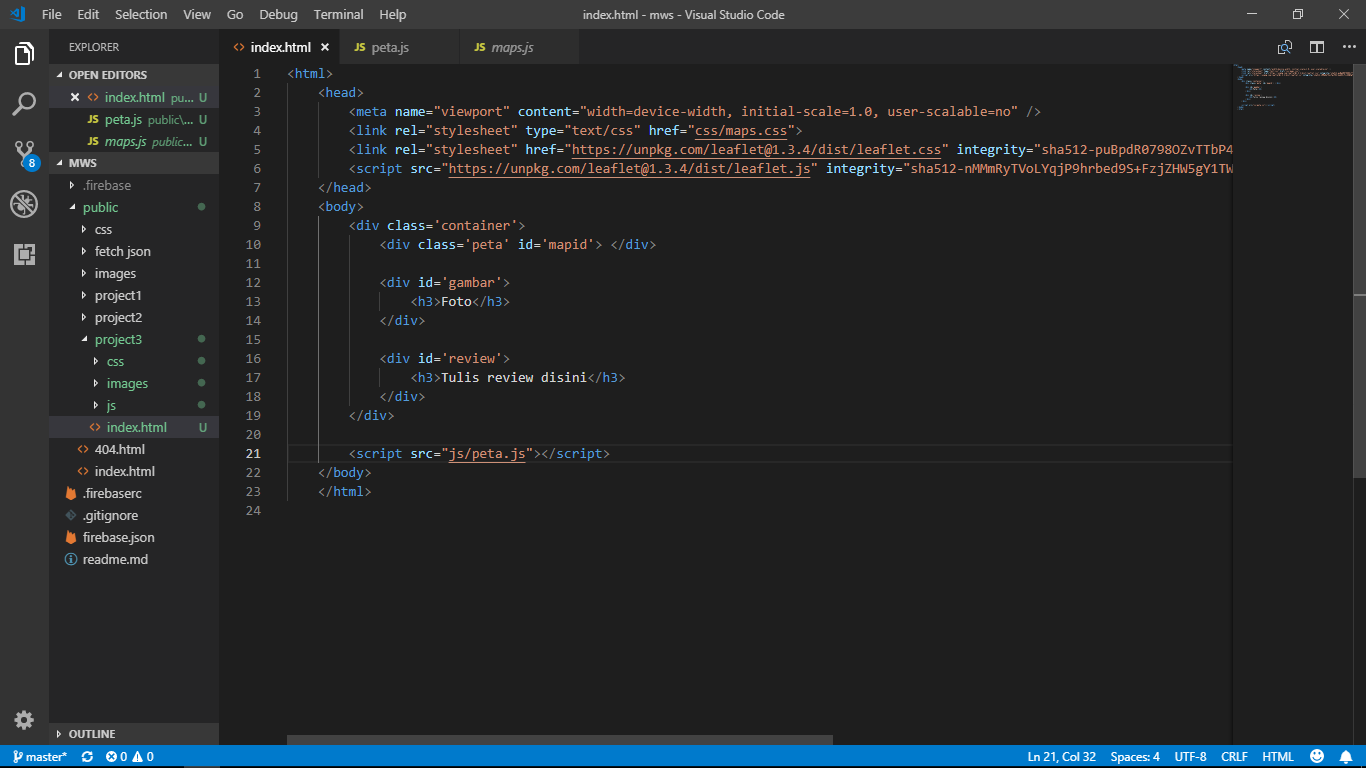 File Edit Selection View Go Debug Terminal Help index.html - mws - Visual Studio Code
EXPLORER
OPEN EDITORS
index.html pu... U
JS peta.js public\... U
JS maps.js public... U
8
MWS
.firebase
public
css
fetch json
images
project1
project2
project3
css
images
js
index.html U
404.html
index.html
.firebaserc
.gitignore
firebase.json
readme.md
OUTLINE
index.html JS peta.js JS maps.js
1 <html>
2 <head>
3 <meta name="viewport" content="width=device-width, initial-scale=1.0, user-scalable=no" />
4 <link rel="stylesheet" type="text/css" href="css/maps.css">
5 <link rel="stylesheet" href="https://unpkg.com/leaflet@1.3.4/dist/leaflet.css" integrity="sha512-puBpdR0798OZvTTbP4
6 <script src="https://unpkg.com/leaflet@1.3.4/dist/leaflet.js" integrity="sha512-nMMmRyTVoLYqjP9hrbed9S+FzjZHW5gY1TW
7 </head>
8 <body>
9 <div class='container'>
10 <div class='peta' id='mapid'> </div>
11
12 <div id='gambar'>
13 <h3>Foto</h3>
14 </div>
15
16 <div id='review'>
17 <h3>Tulis review disini</h3>
18 </div>
19 </div>
20
21 <script src="js/peta.js"></script>
22 </body>
23 </html>
24
master* 0 0 Ln 21, Col 32 Spaces: 4 UTF-8 CRLF HTML